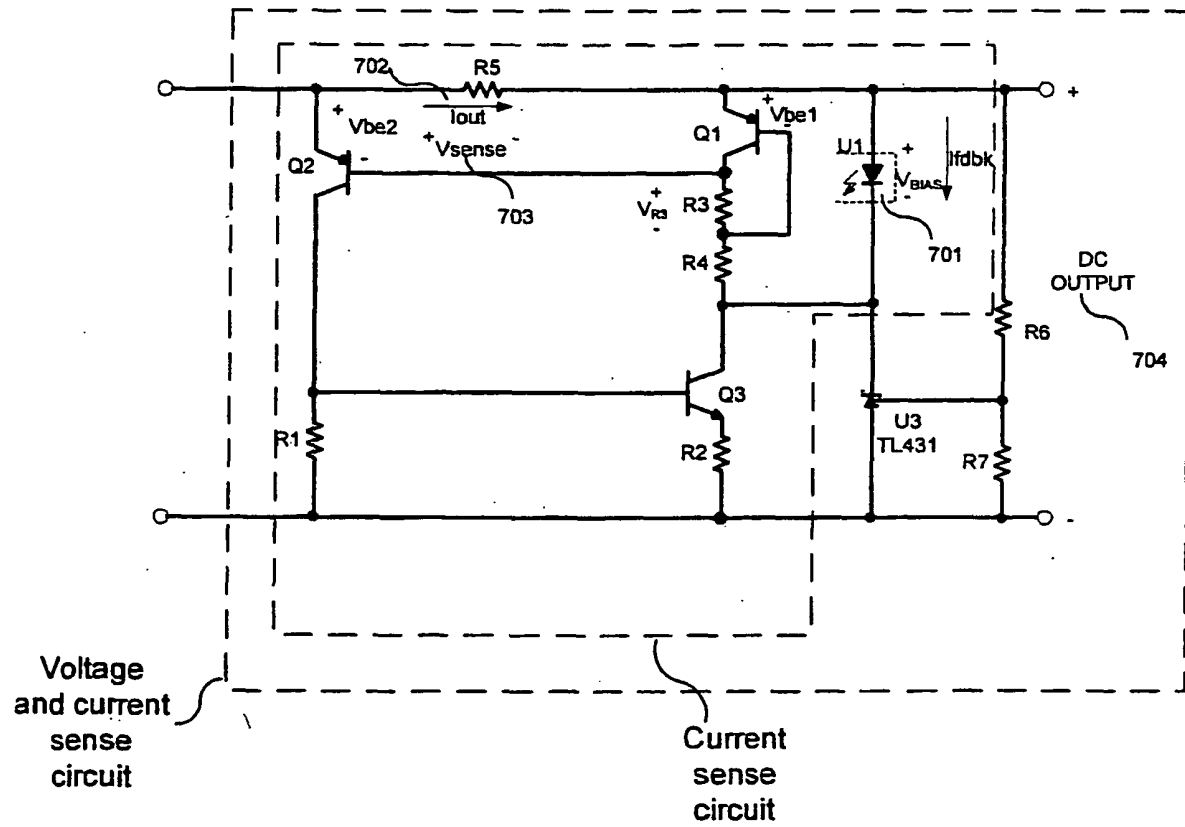 702
R5
+
Iout
+
Vbe2
-
Q2
+
Vsense
-
703
Q1
+
Vbe1
-
U1
+
VBIAS
-
Ifdbk
701
+
VR3
-
R3
R4
DC
OUTPUT
704
R6
Q3
U3
TL431
R1
R2
R7
-
Voltage
and current
sense
circuit
Current
sense
circuit